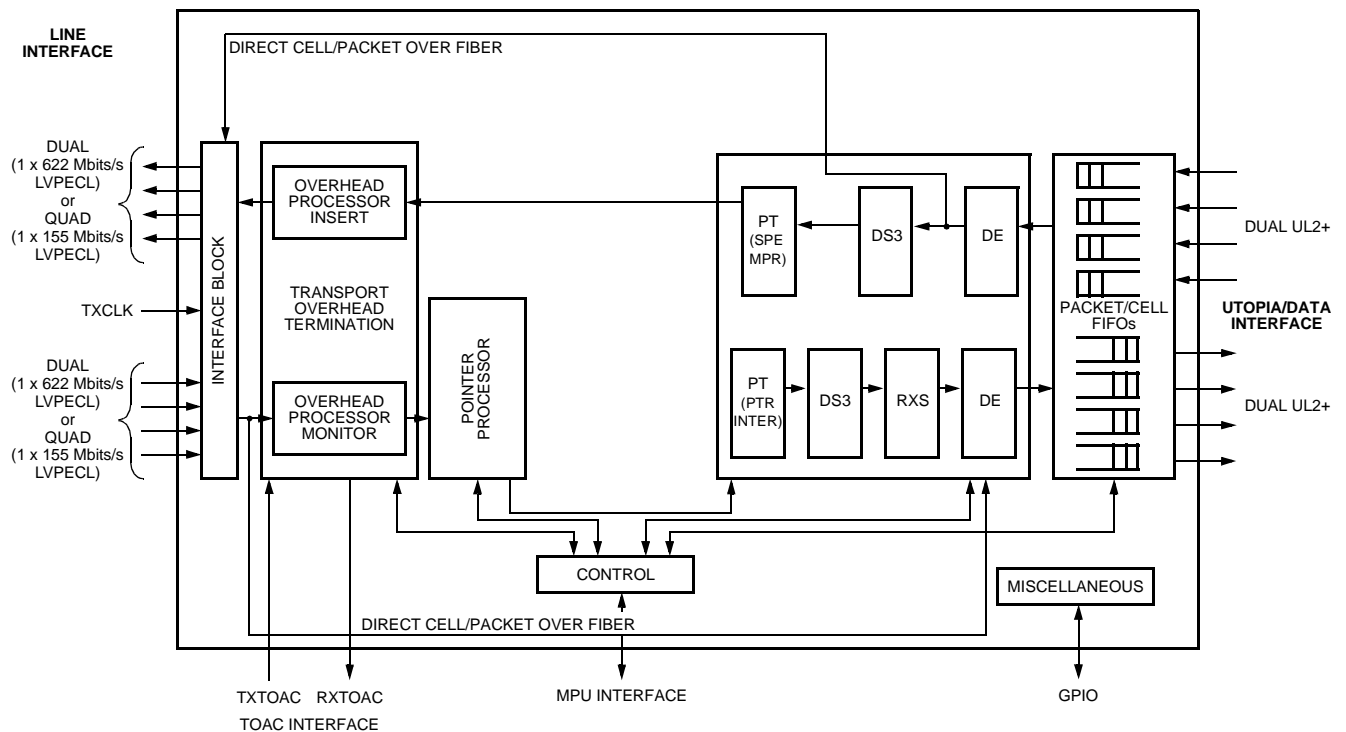 LINE
INTERFACE
DIRECT CELL/PACKET OVER FIBER
DUAL
(1 x 622 Mbits/s
LVPECL)
or
QUAD
(1 x 155 Mbits/s
LVPECL)
TXCLK
DUAL
(1 x 622 Mbits/s
LVPECL)
or
QUAD
(1 x 155 Mbits/s
LVPECL)
INTERFACE BLOCK
OVERHEAD
PROCESSOR
INSERT
TRANSPORT
OVERHEAD
TERMINATION
OVERHEAD
PROCESSOR
MONITOR
POINTER
PROCESSOR
PT
(SPE
MPR)
DS3
DE
PT
(PTR
INTER)
DS3
RXS
DE
PACKET/CELL
FIFOs
DUAL UL2+
UTOPIA/DATA
INTERFACE
DUAL UL2+
CONTROL
MISCELLANEOUS
DIRECT CELL/PACKET OVER FIBER
TXTOAC RXTOAC
TOAC INTERFACE
MPU INTERFACE
GPIO